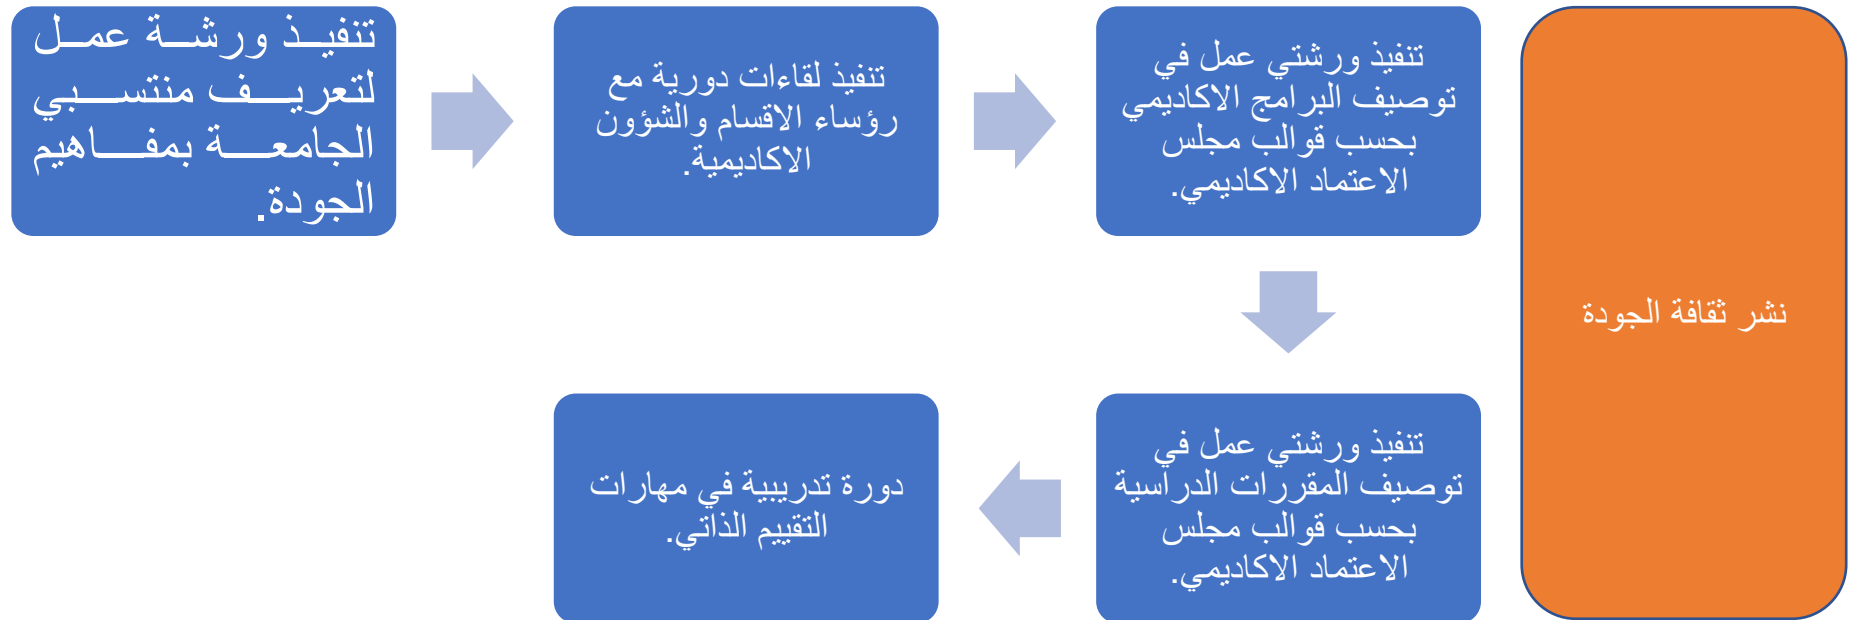 تنفيذ ورشة عمل
لتعريف منتسبي
الجامعة بمفاهيم
الجودة.
تنفيذ لقاءات دورية مع
رؤساء الاقسام والشؤون
الاكاديمية.
تنفيذ ورشتي عمل في
توصيف البرامج الاكاديمي
بحسب قوالب مجلس
الاعتماد الاكاديمي.
تنفيذ ورشتي عمل في
توصيف المقررات الدراسية
بحسب قوالب مجلس
الاعتماد الاكاديمي.
دورة تدريبية في مهارات
التقييم الذاتي.
نشر ثقافة الجودة